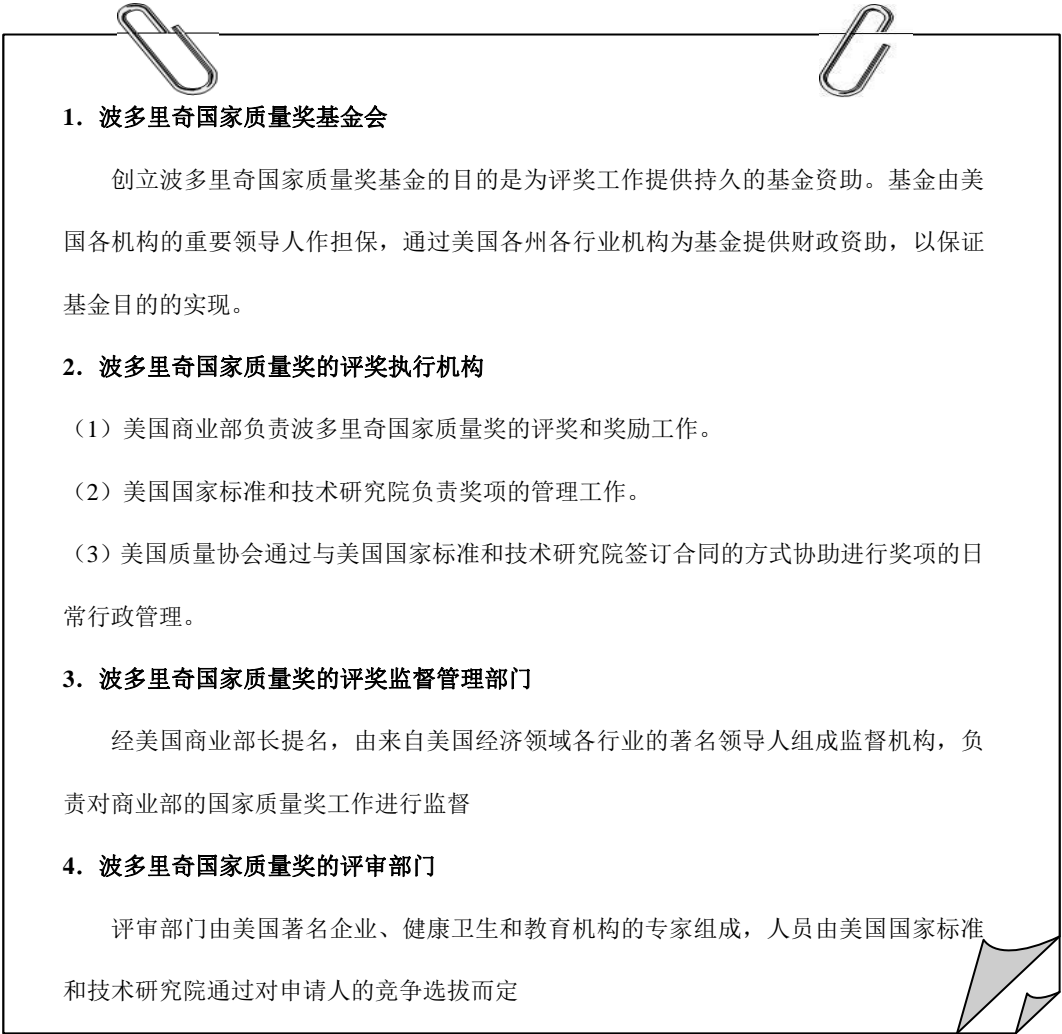 1．波多里奇国家质量奖基金会
创立波多里奇国家质量奖基金的目的是为评奖工作提供持久的基金资助。基金由美
国各机构的重要领导人作担保，通过美国各州各行业机构为基金提供财政资助，以保证
基金目的的实现。
2．波多里奇国家质量奖的评奖执行机构
（1）美国商业部负责波多里奇国家质量奖的评奖和奖励工作。
（2）美国国家标准和技术研究院负责奖项的管理工作。
（3）美国质量协会通过与美国国家标准和技术研究院签订合同的方式协助进行奖项的日
常行政管理。
3．波多里奇国家质量奖的评奖监督管理部门
经美国商业部长提名，由来自美国经济领域各行业的著名领导人组成监督机构，负
责对商业部的国家质量奖工作进行监督
4．波多里奇国家质量奖的评审部门
评审部门由美国著名企业、健康卫生和教育机构的专家组成，人员由美国国家标准
和技术研究院通过对申请人的竞争选拔而定